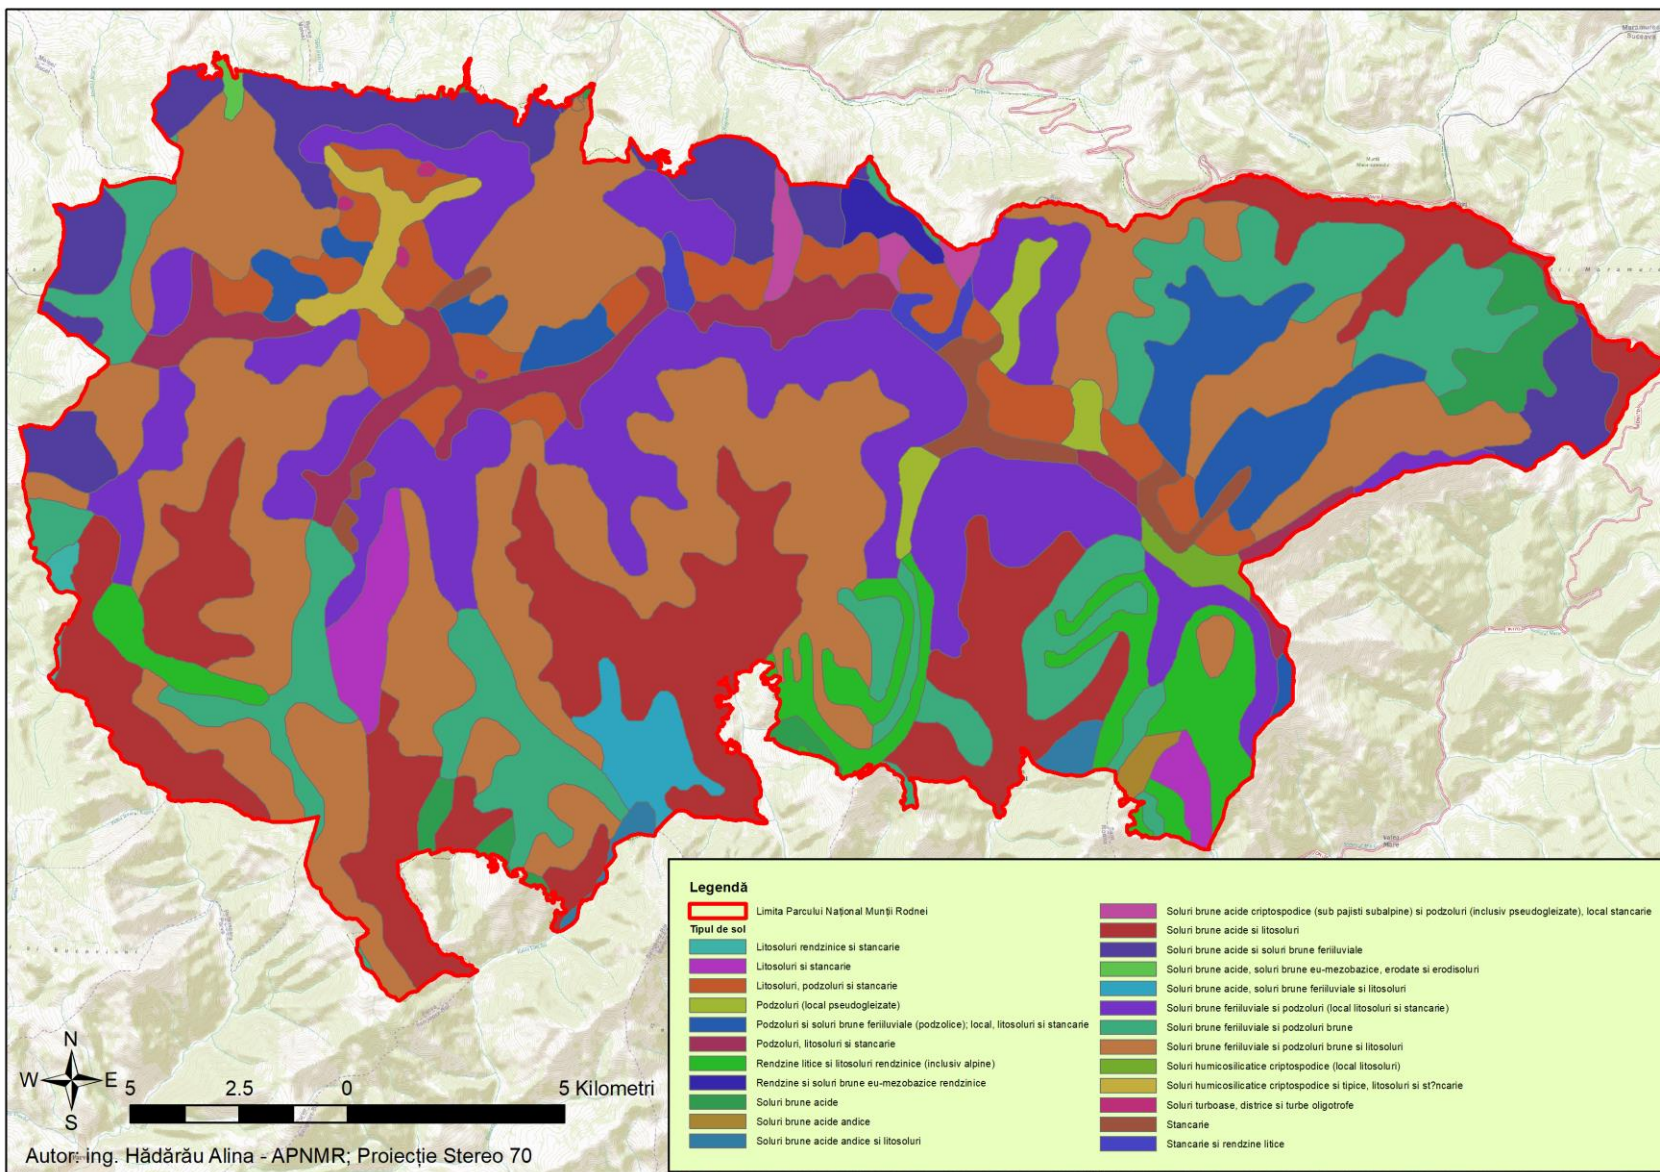 Legendă
Limita Parcului Național Munții Rodnei
Tipul de sol
Litosoluri rendzinice si stancarie
Litosoluri si stancarie
Litosoluri, podzoluri si stancarie
Podzoluri (local pseudogleizate)
Podzoluri si soluri brune feriiluviale (podzolice); local, litosoluri si stancarie
Podzoluri, litosoluri si stancarie
Rendzine litice si litosoluri rendzinice (inclusiv alpine)
Rendzine si soluri brune eu-mezobazice rendzinice
Soluri brune acide
Soluri brune acide andice
Soluri brune acide andice si litosoluri
Soluri brune acide criptospodice (sub pajisti subalpine) si podzoluri (inclusiv pseudogleizate), local stancarie
Soluri brune acide si litosoluri
Soluri brune acide si soluri brune feriiluviale
Soluri brune acide, soluri brune eu-mezobazice, erodate si erodisoluri
Soluri brune acide, soluri brune feriiluviale si litosoluri
Soluri brune feriiluviale si podzoluri (local litosoluri si stancarie)
Soluri brune feriiluviale si podzoluri brune
Soluri brune feriiluviale si podzoluri brune si litosoluri
Soluri humicosilicatice criptospodice (local litosoluri)
Soluri humicosilicatice criptospodice si tipice, litosoluri si st?ncarie
Soluri turboase, districe si turbe oligotrofe
Stancarie
Stancarie si rendzine litice
N
W E
S
5 2.5 0 5 Kilometri
Autor: ing. Hădărău Alina - APNMR; Proiecție Stereo 70